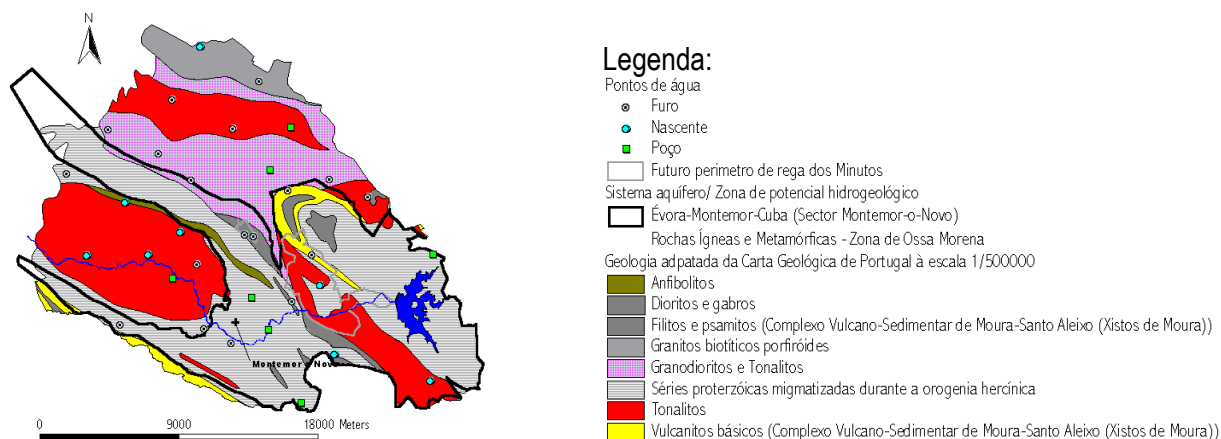 N
Montemor-o-Novo
0 9000 18000 Meters
Legenda:
Pontos de água
Furo
Nascente
Poço
Futuro perimetro de rega dos Minutos
Sistema aquífero/ Zona de potencial hidrogeológico
Évora-Montemor-Cuba (Sector Montemor-o-Novo)
Rochas Ígneas e Metamórficas - Zona de Ossa Morena
Geologia adpatada da Carta Geológica de Portugal à escala 1/500000
Anfibolitos
Dioritos e gabros
Filitos e psamitos (Complexo Vulcano-Sedimentar de Moura-Santo Aleixo (Xistos de Moura))
Granitos biotíticos porfiróides
Granodioritos e Tonalitos
Séries proterzóicas migmatizadas durante a orogenia hercínica
Tonalitos
Vulcanitos básicos (Complexo Vulcano-Sedimentar de Moura-Santo Aleixo (Xistos de Moura))